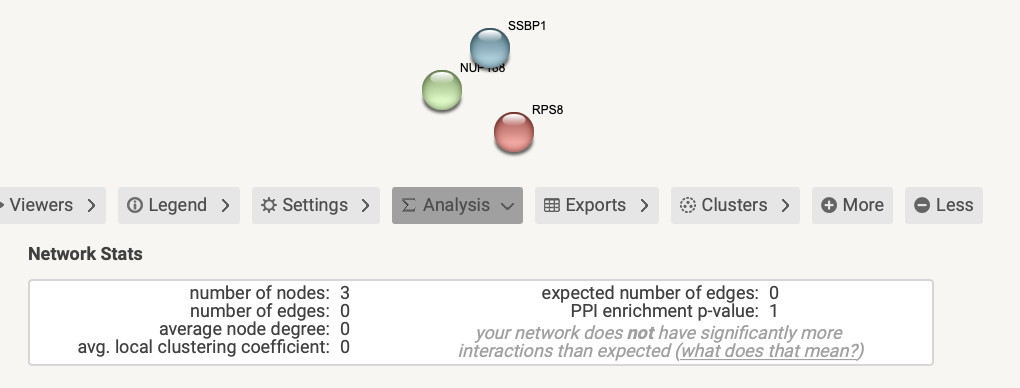 SSBP1
RPS8
Viewers
Legend
Settings
Analysis
Exports
Clusters
More
Less
Network Stats
number of nodes: 3
number of edges: 0
average node degree: 0
avg. local clustering coefficient: 0
expected number of edges: 0
PPI enrichment p-value: 1
your network does not have significantly more
interactions than expected (what does that mean?)